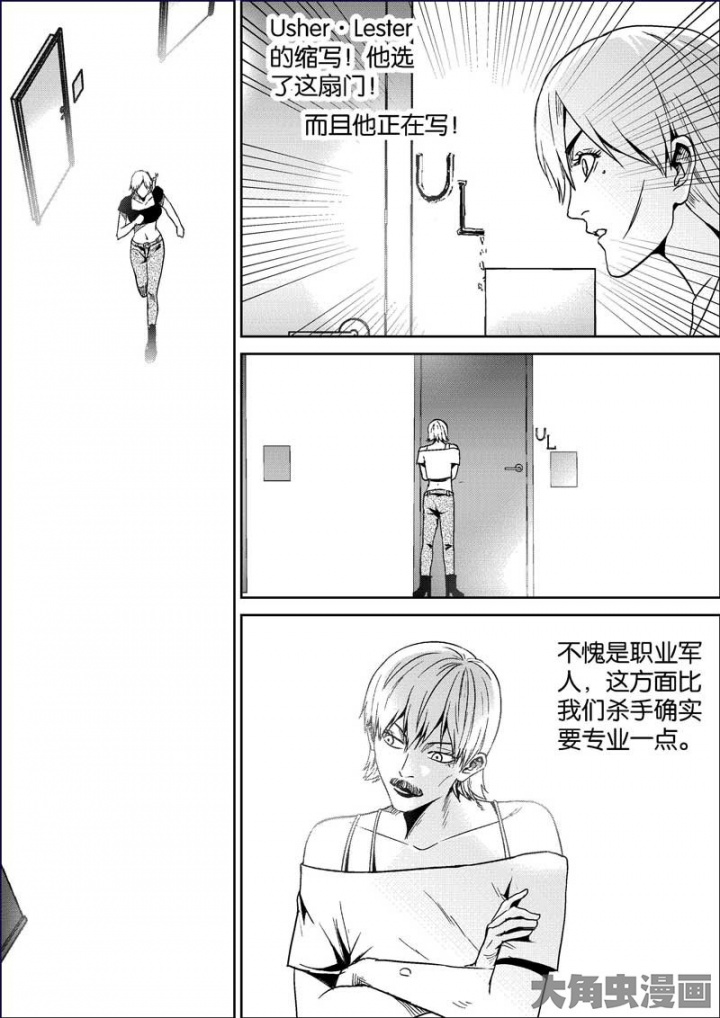 Usher·Lester
的缩写！他选
了这扇门！
而且他正在写！
U
L
UL
不愧是职业军
人，这方面比
我们杀手确实
要专业一点。
大角虫漫画